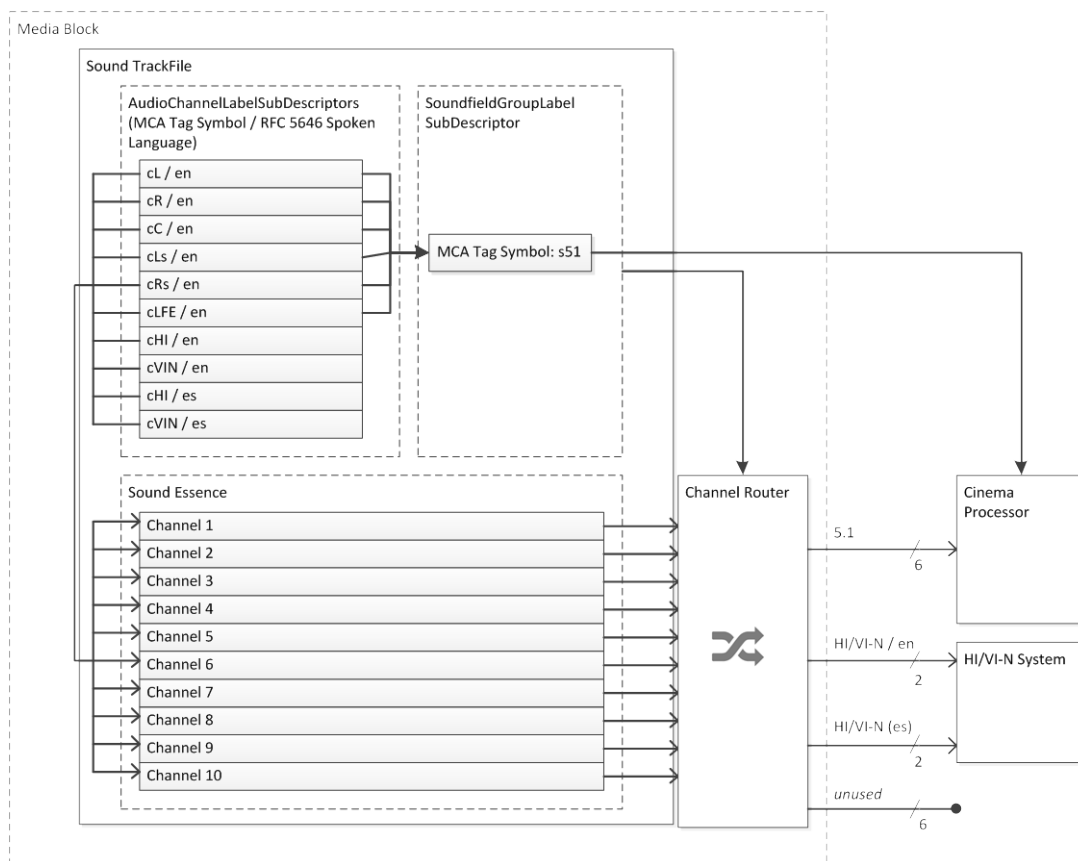 Media Block
Sound TrackFile
AudioChannelLabelSubDescriptors
(MCA Tag Symbol / RFC 5646 Spoken
Language)
cL / en
cR / en
cC / en
cLs / en
cRs / en
cLFE / en
cHI / en
cVIN / en
cHI / es
cVIN / es
SoundfieldGroupLabel
SubDescriptor
MCA Tag Symbol: s51
Sound Essence
Channel 1
Channel 2
Channel 3
Channel 4
Channel 5
Channel 6
Channel 7
Channel 8
Channel 9
Channel 10
Channel Router
5.1
6
HI/VI-N / en
2
HI/VI-N (es)
2
unused
6
Cinema
Processor
HI/VI-N System